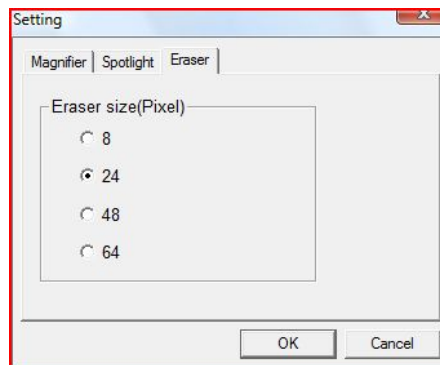 Setting
Magnifier Spotlight Eraser
Eraser size(Pixel)
8
24
48
64
OK Cancel